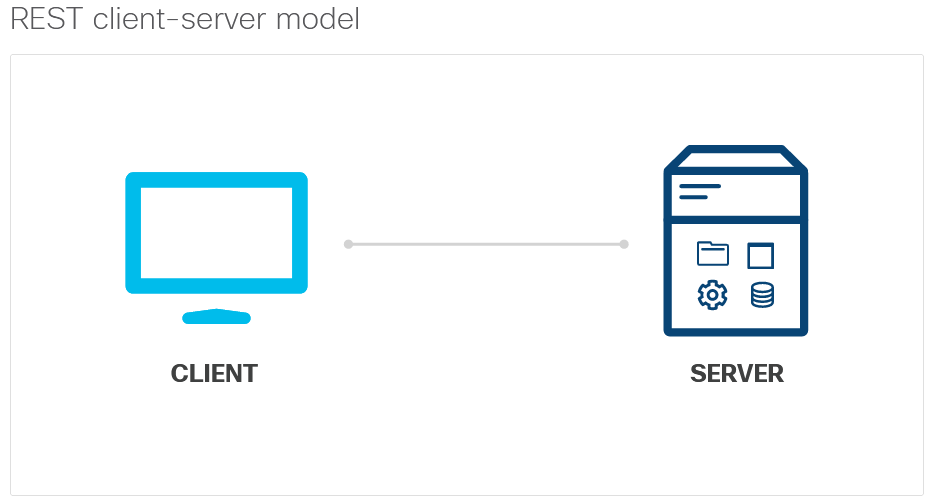 REST client-server model
CLIENT
SERVER